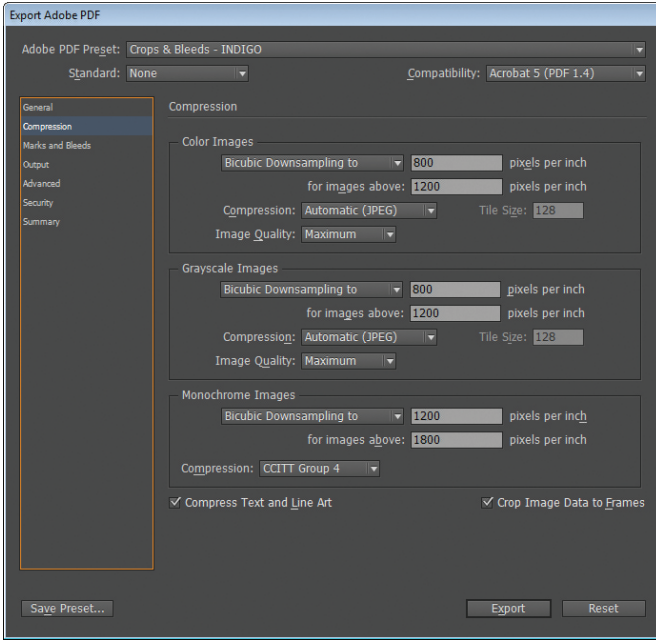 Export Adobe PDF
Adobe PDF Preset: Crops & Bleeds - INDIGO
Standard: None Compatibility: Acrobat 5 (PDF 1.4)
General
Compression
Marks and Bleeds
Output
Advanced
Security
Summary
Compression
Color Images
Bicubic Downsampling to 800 pixels per inch
for images above: 1200 pixels per inch
Compression: Automatic (JPEG) Tile Size: 128
Image Quality: Maximum
Grayscale Images
Bicubic Downsampling to 800 pixels per inch
for images above: 1200 pixels per inch
Compression: Automatic (JPEG) Tile Size: 128
Image Quality: Maximum
Monochrome Images
Bicubic Downsampling to 1200 pixels per inch
for images above: 1800 pixels per inch
Compression: CCITT Group 4
Compress Text and Line Art Crop Image Data to Frames
Save Preset... Export Reset